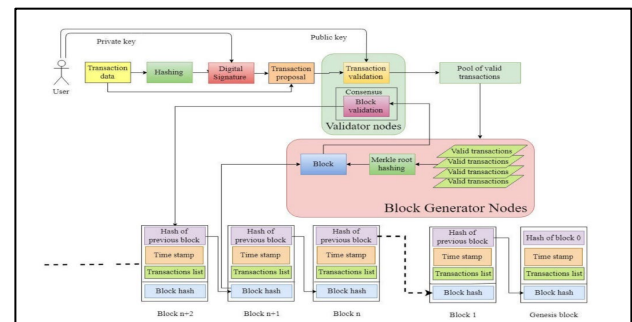 Private key
Public key
User
Transaction
data
Hashing
Digital
Signature
Transaction
proposal
Transaction
validation
Pool of valid
transactions
Consensus
Block
validation
Validator nodes
Block
Merkle root
hashing
Valid transactions
Valid transactions
Valid transactions
Valid transactions
Block Generator Nodes
Hash of
previous block
Time stamp
Transactions list
Block hash
Block n+2
Hash of
previous block
Time stamp
Transactions list
Block hash
Block n+1
Hash of
previous block
Time stamp
Transactions list
Block hash
Block n
Hash of
previous block
Time stamp
Transactions list
Block hash
Block 1
Hash of block 0
Time stamp
Transactions list
Block hash
Genesis block